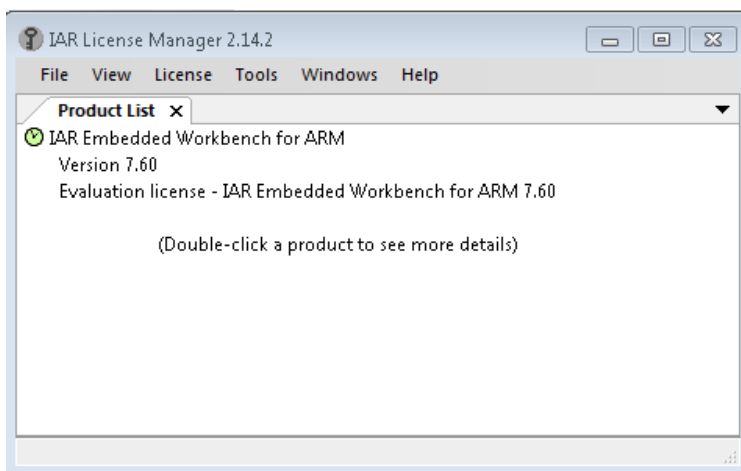 IAR License Manager 2.14.2
File View License Tools Windows Help
Product List
IAR Embedded Workbench for ARM
Version 7.60
Evaluation license - IAR Embedded Workbench for ARM 7.60
(Double-click a product to see more details)